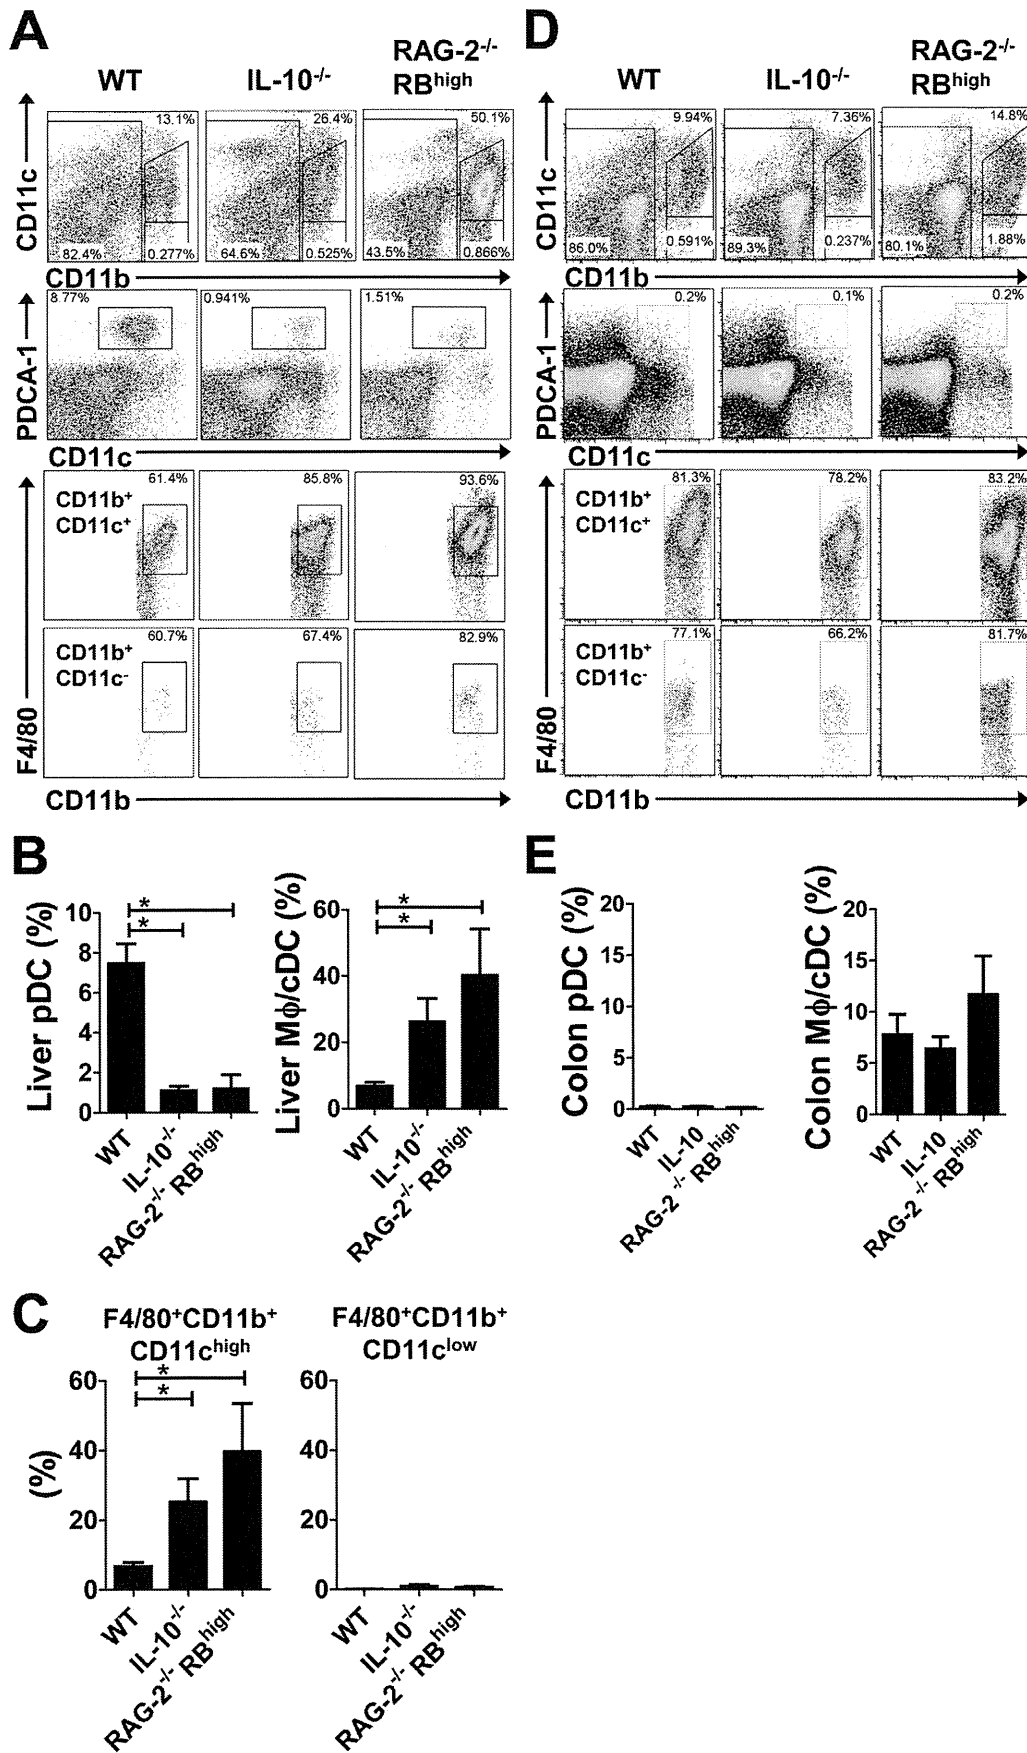 A
WT
IL-10-/-
RAG-2-/-
RBhigh
CD11c
13.1%
26.4%
50.1%
82.4%
0.277%
64.6%
0.525%
43.5%
0.866%
CD11b
PDCA-1
8.77%
0.941%
1.51%
CD11c
F4/80
61.4%
85.8%
93.6%
CD11b+
CD11c+
60.7%
67.4%
82.9%
CD11b+
CD11c-
CD11b
D
WT
IL-10-/-
RAG-2-/-
RBhigh
CD11c
9.94%
7.36%
14.8%
86.0%
0.591%
89.3%
0.237%
80.1%
1.88%
CD11b
PDCA-1
0.2%
0.1%
0.2%
CD11c
F4/80
81.3%
78.2%
83.2%
CD11b+
CD11c+
77.1%
66.2%
81.7%
CD11b+
CD11c-
CD11b
B
Liver pDC (%)
10
8
6
4
2
0
*
*
WT
IL-10-/-
RAG-2-/- RBhigh
Liver Mϕ/cDC (%)
60
40
20
0
*
*
WT
IL-10-/-
RAG-2-/- RBhigh
E
Colon pDC (%)
20
15
10
5
0
WT
IL-10
RAG-2 -/- RBhigh
Colon Mϕ/cDC (%)
20
15
10
5
0
WT
IL-10
RAG-2 -/- RBhigh
C
F4/80+CD11b+
CD11chigh
(%)
60
40
20
0
*
*
WT
IL-10-/-
RAG-2-/- RBhigh
F4/80+CD11b+
CD11clow
60
40
20
0
WT
IL-10-/-
RAG-2-/- RBhigh